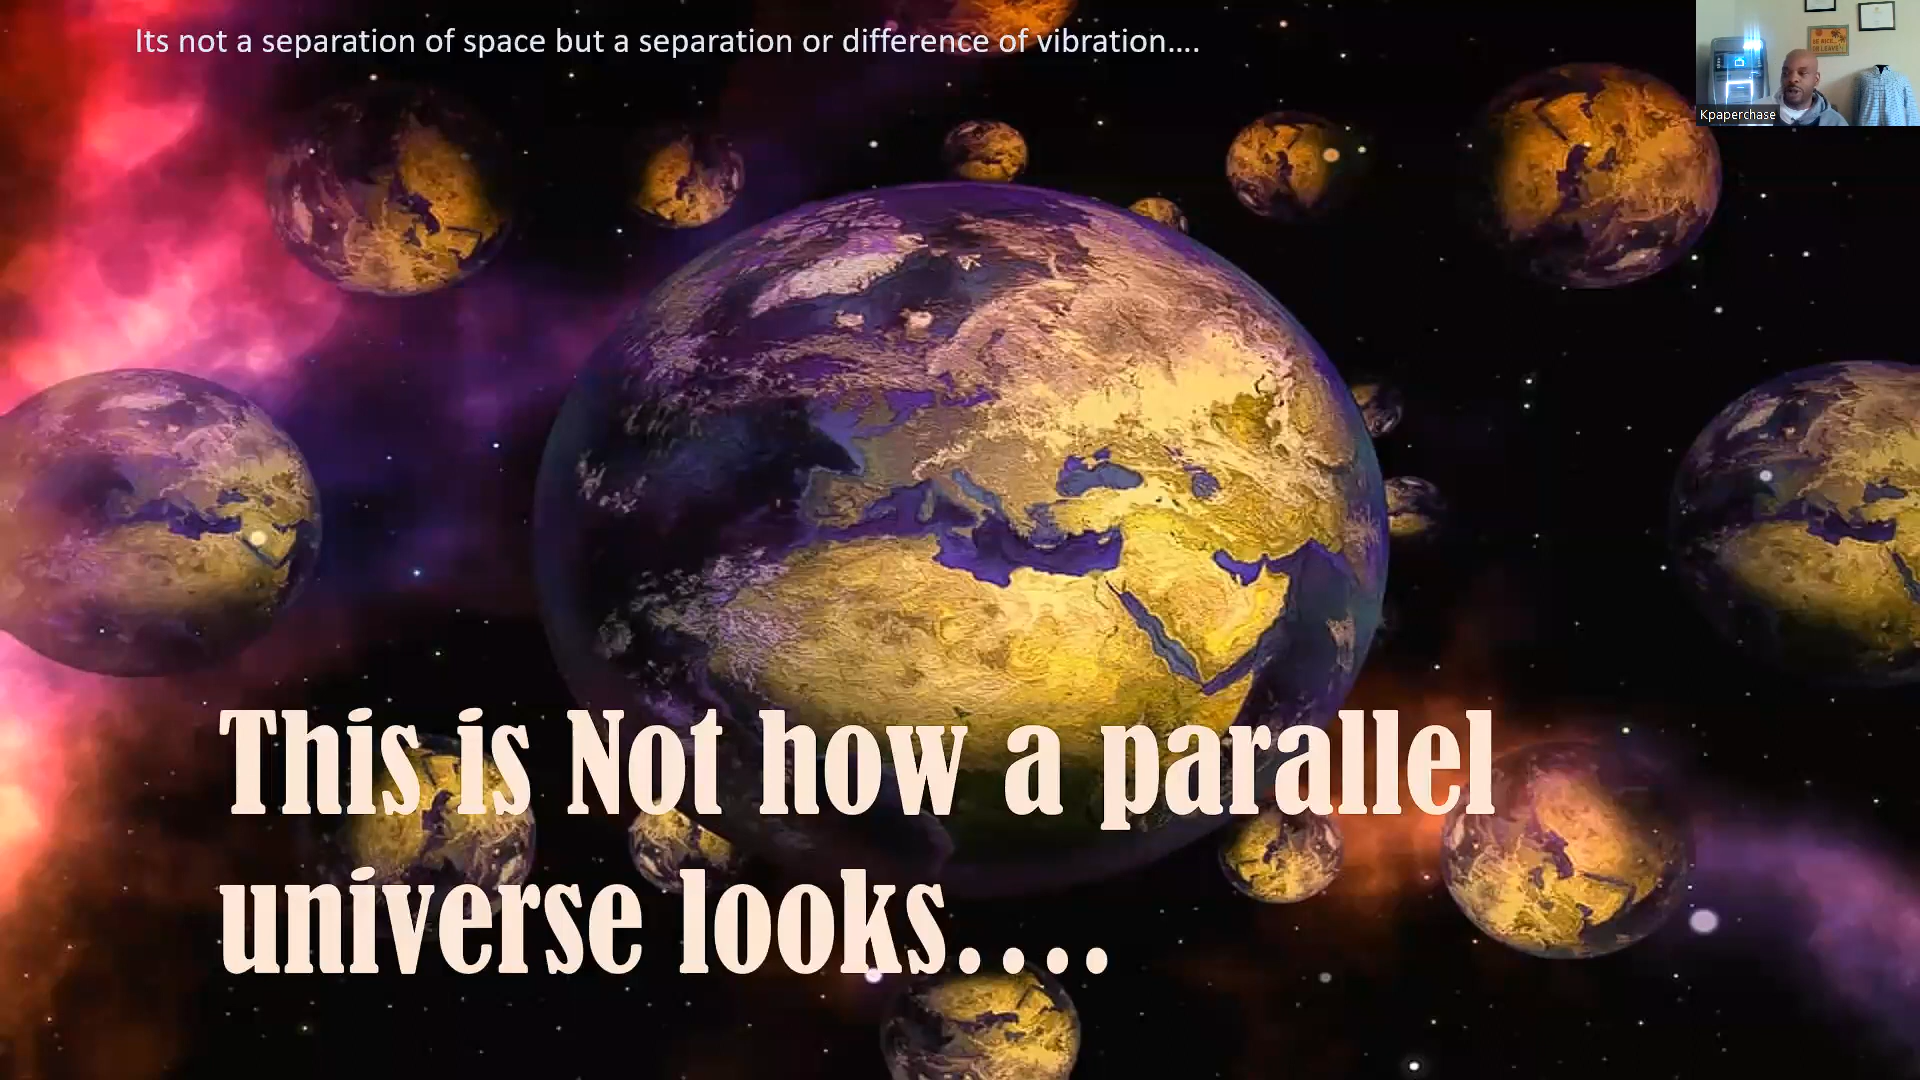 Its not a separation of space but a separation or difference of vibration....
Kpaperchase
This is Not how a parallel
universe looks....